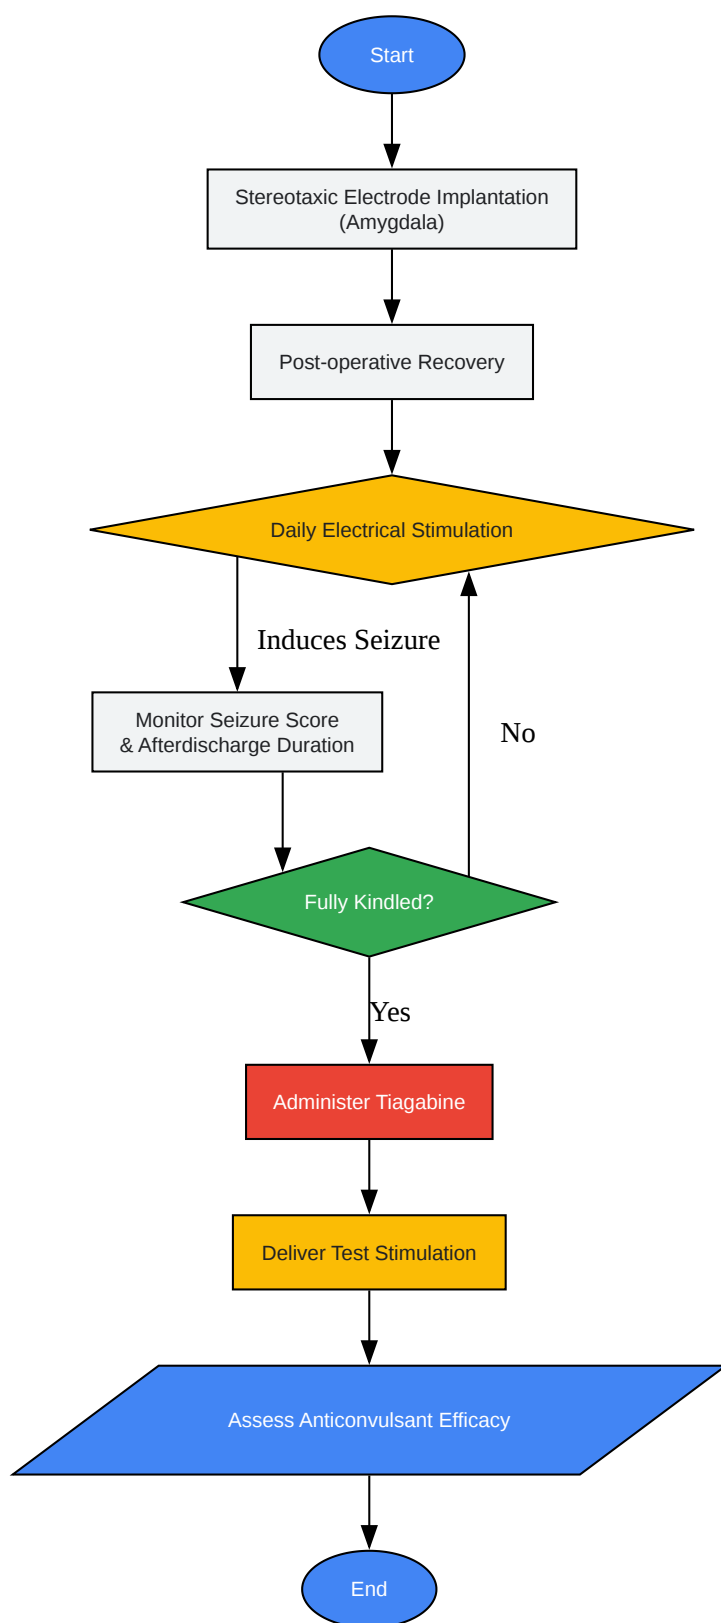 Start
Stereotaxic Electrode Implantation
(Amygdala)
Post-operative Recovery
Daily Electrical Stimulation
Induces Seizure
Monitor Seizure Score
& Afterdischarge Duration
No
Fully Kindled?
Yes
Administer Tiagabine
Deliver Test Stimulation
Assess Anticonvulsant Efficacy
End